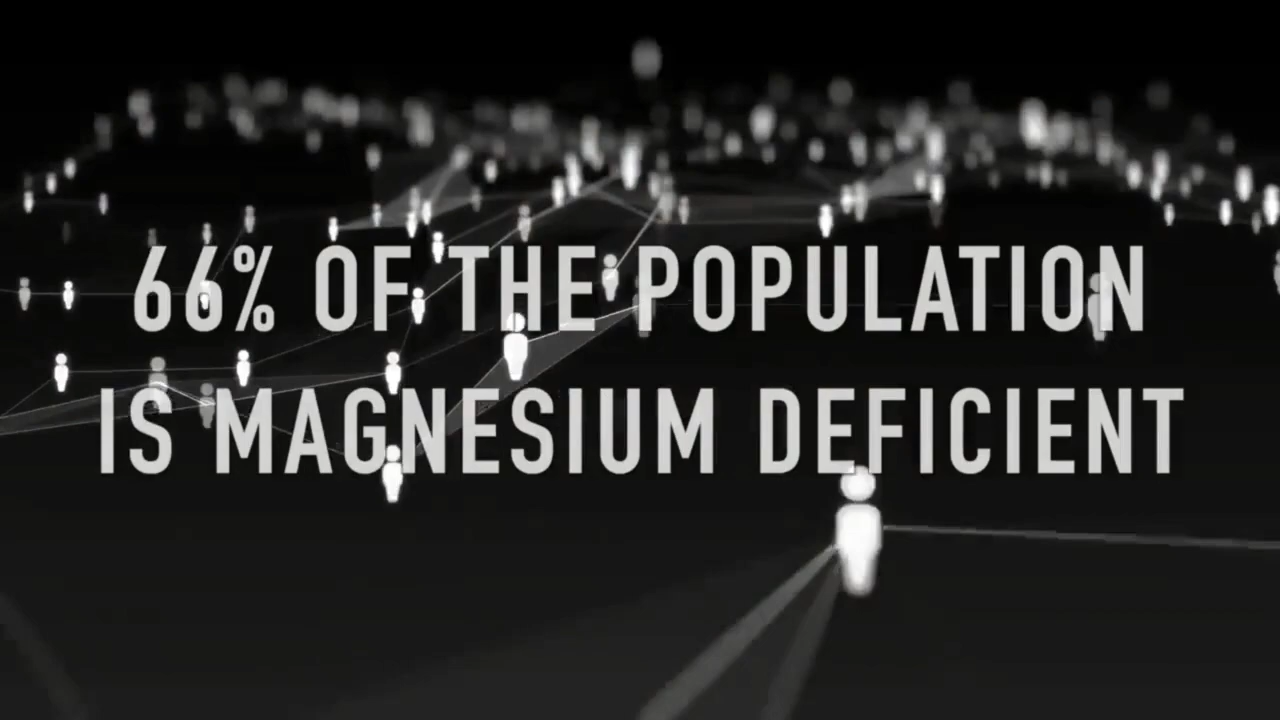 66% OF THE POPULATION
IS MAGNESIUM DEFICIENT